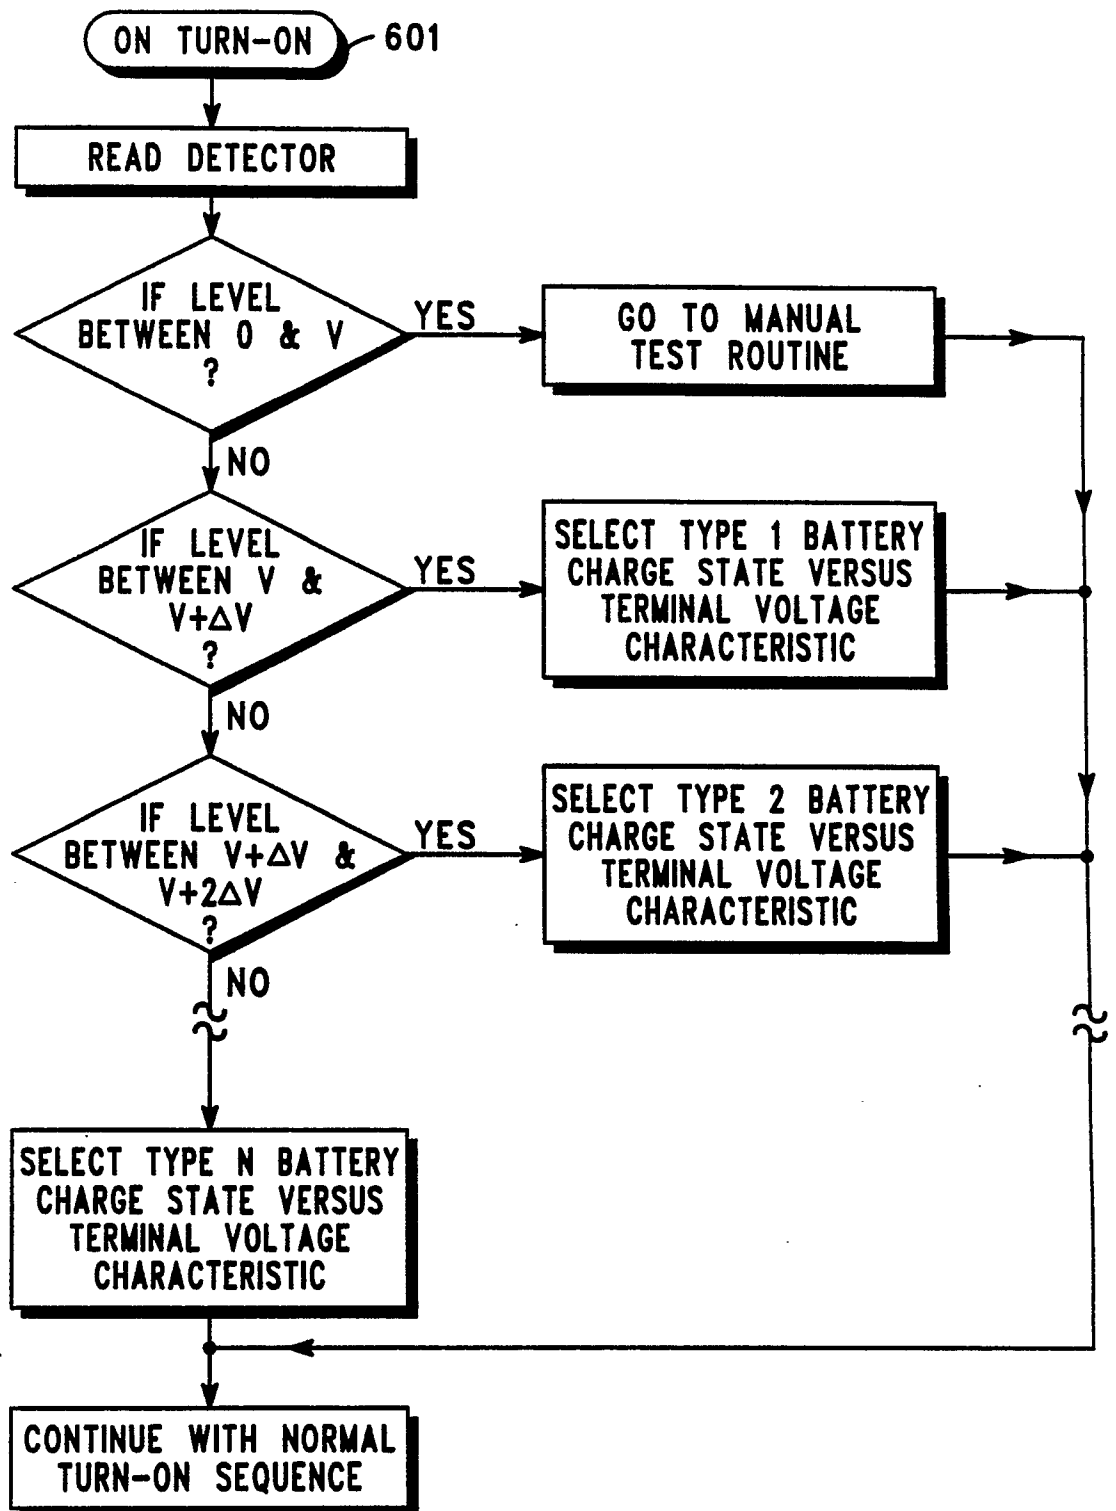 ON TURN-ON
601
READ DETECTOR
IF LEVEL
BETWEEN 0 & V
?
YES
GO TO MANUAL
TEST ROUTINE
NO
IF LEVEL
BETWEEN V &
V+△V
?
YES
SELECT TYPE 1 BATTERY
CHARGE STATE VERSUS
TERMINAL VOLTAGE
CHARACTERISTIC
NO
IF LEVEL
BETWEEN V+△V &
V+2△V
?
YES
SELECT TYPE 2 BATTERY
CHARGE STATE VERSUS
TERMINAL VOLTAGE
CHARACTERISTIC
NO
SELECT TYPE N BATTERY
CHARGE STATE VERSUS
TERMINAL VOLTAGE
CHARACTERISTIC
CONTINUE WITH NORMAL
TURN-ON SEQUENCE